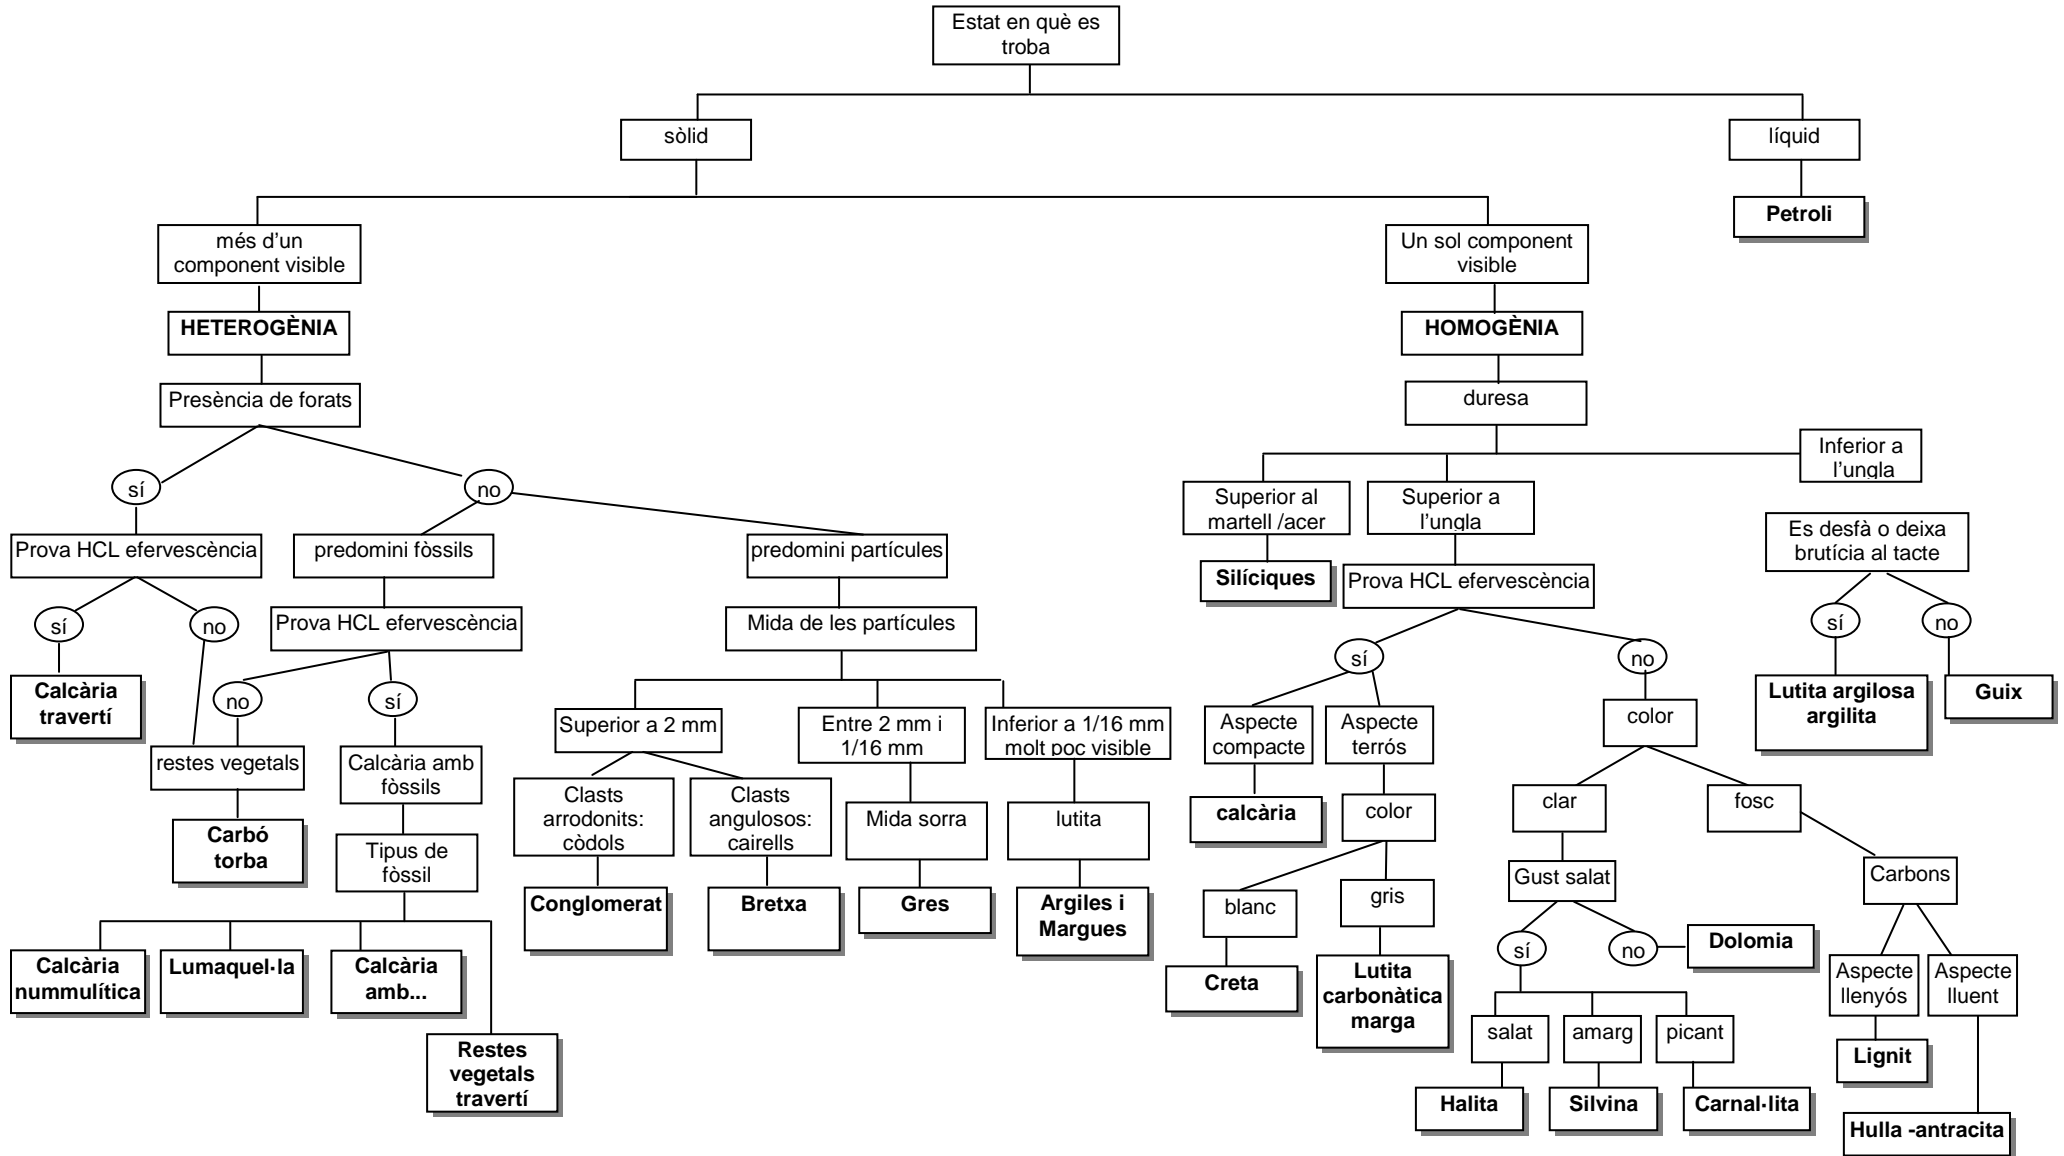 Estat en què es
troba
sòlid
líquid
Petroli
més d’un
component visible
Un sol component
visible
HETEROGÈNIA
HOMOGÈNIA
Presència de forats
duresa
Inferior a
l’ungla
sí
no
Superior al
martell /acer
Superior a
l’ungla
Es desfà o deixa
brutícia al tacte
Prova HCL efervescència
predomini fòssils
predomini partícules
Silíciques
Prova HCL efervescència
sí
no
Prova HCL efervescència
Mida de les partícules
sí
no
sí
no
Calcària
travertí
no
sí
Lutita argilosa
argilita
Guix
Superior a 2 mm
Entre 2 mm i
1/16 mm
Inferior a 1/16 mm
molt poc visible
Aspecte
compacte
Aspecte
terrós
color
restes vegetals
Calcària amb
fòssils
Clasts
arrodonits:
còdols
Clasts
angulosos:
cairells
Mida sorra
lutita
calcària
color
clar
fosc
Carbó
torba
Tipus de
fòssil
Gust salat
Carbons
Conglomerat
Bretxa
Gres
Argiles i
Margues
blanc
gris
sí
no
Dolomia
Calcària
nummulítica
Lumaquel·la
Calcària
amb...
Creta
Lutita
carbonàtica
marga
Aspecte
llenyós
Aspecte
lluent
salat
amarg
picant
Restes
vegetals
travertí
Lignit
Halita
Silvina
Carnal·lita
Hulla -antracita